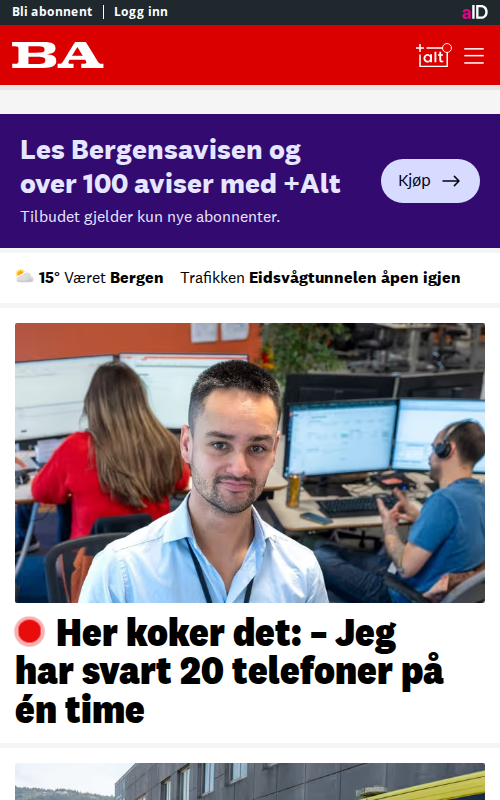 Bli abonnent | Logg inn
aID
BA
+alt
Les Bergensavisen og
over 100 aviser med +Alt
Tilbudet gjelder kun nye abonnenter.
Kjøp →
15° Været Bergen Trafikken Eidsvågtunnelen åpen igjen
Her koker det: – Jeg
har svart 20 telefoner på
én time